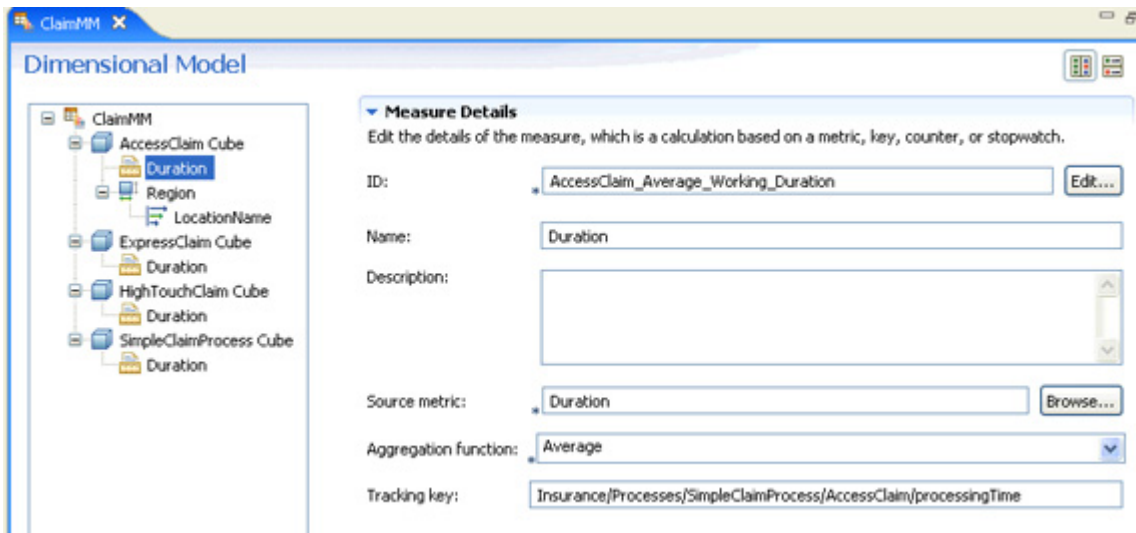 ClaimMM
Dimensional Model
ClaimMM
AccessClaim Cube
Duration
Region
LocationName
ExpressClaim Cube
Duration
HighTouchClaim Cube
Duration
SimpleClaimProcess Cube
Duration
Measure Details
Edit the details of the measure, which is a calculation based on a metric, key, counter, or stopwatch.
ID: * AccessClaim_Average_Working_Duration Edit...
Name: Duration
Description:
Source metric: * Duration Browse...
Aggregation function: * Average
Tracking key: Insurance/Processes/SimpleClaimProcess/AccessClaim/processingTime